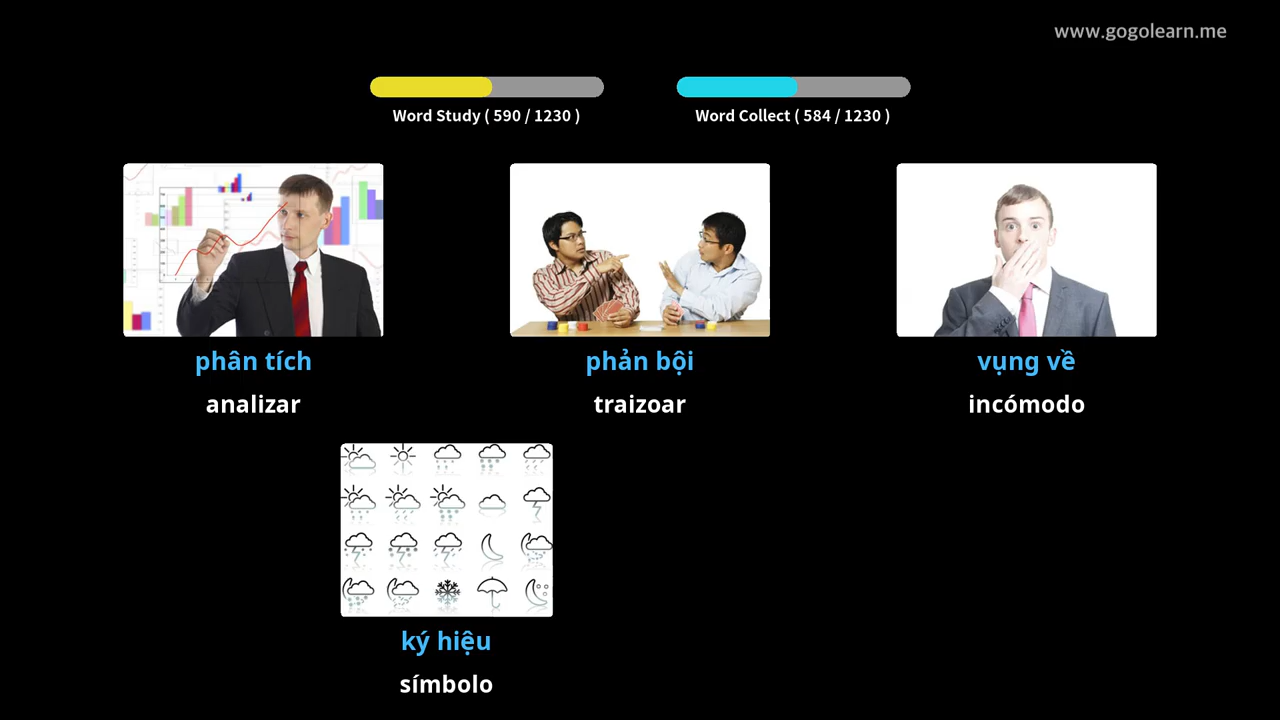 www.gogolearn.me
Word Study ( 590 / 1230 )
Word Collect ( 584 / 1230 )
phân tích
phản bội
vụng về
analizar
traizoar
incómodo
ký hiệu
símbolo